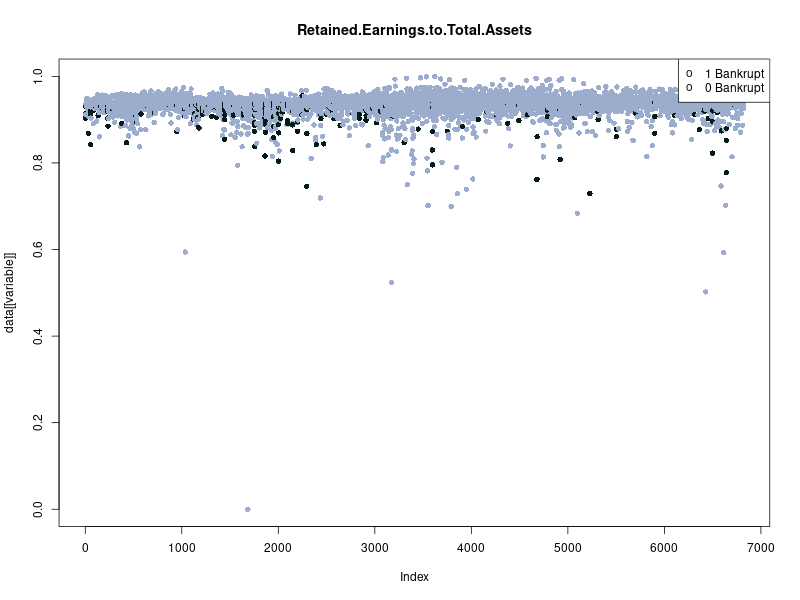 Retained.Earnings.to.Total.Assets
o 1 Bankrupt
o 0 Bankrupt
1.0
0.8
0.6
0.4
0.2
0.0
data[[variable]]
0 1000 2000 3000 4000 5000 6000 7000
Index